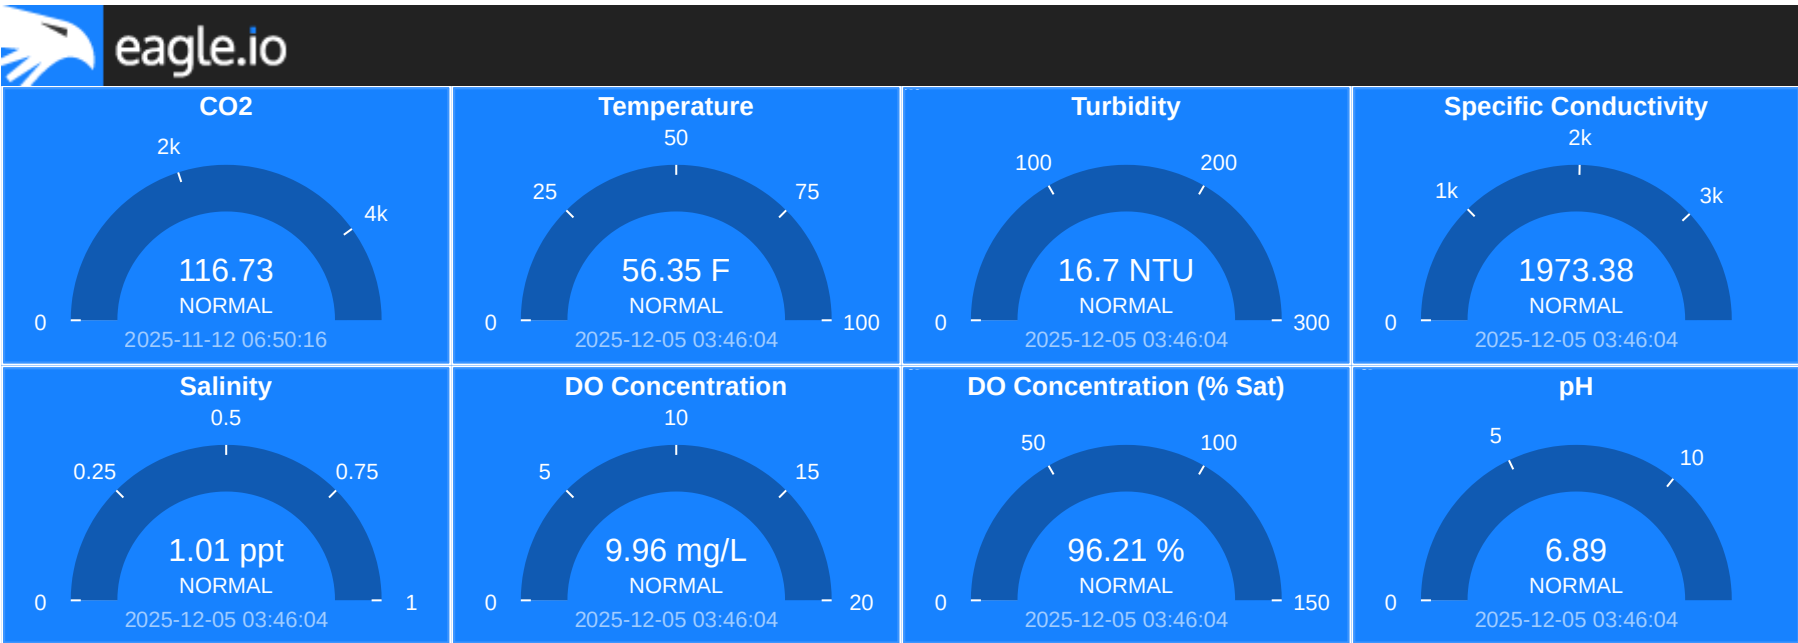 eagle.io
CO2
2k
4k
116.73
NORMAL
0
2025-11-12 06:50:16
Temperature
50
25
75
56.35 F
NORMAL
0
100
2025-12-05 03:46:04
Turbidity
100
200
16.7 NTU
NORMAL
0
300
2025-12-05 03:46:04
Specific Conductivity
2k
1k
3k
1973.38
NORMAL
0
2025-12-05 03:46:04
Salinity
0.5
0.25
0.75
1.01 ppt
NORMAL
0
1
2025-12-05 03:46:04
DO Concentration
10
5
15
9.96 mg/L
NORMAL
0
20
2025-12-05 03:46:04
DO Concentration (% Sat)
50
100
96.21 %
NORMAL
0
150
2025-12-05 03:46:04
pH
5
10
6.89
NORMAL
0
2025-12-05 03:46:04